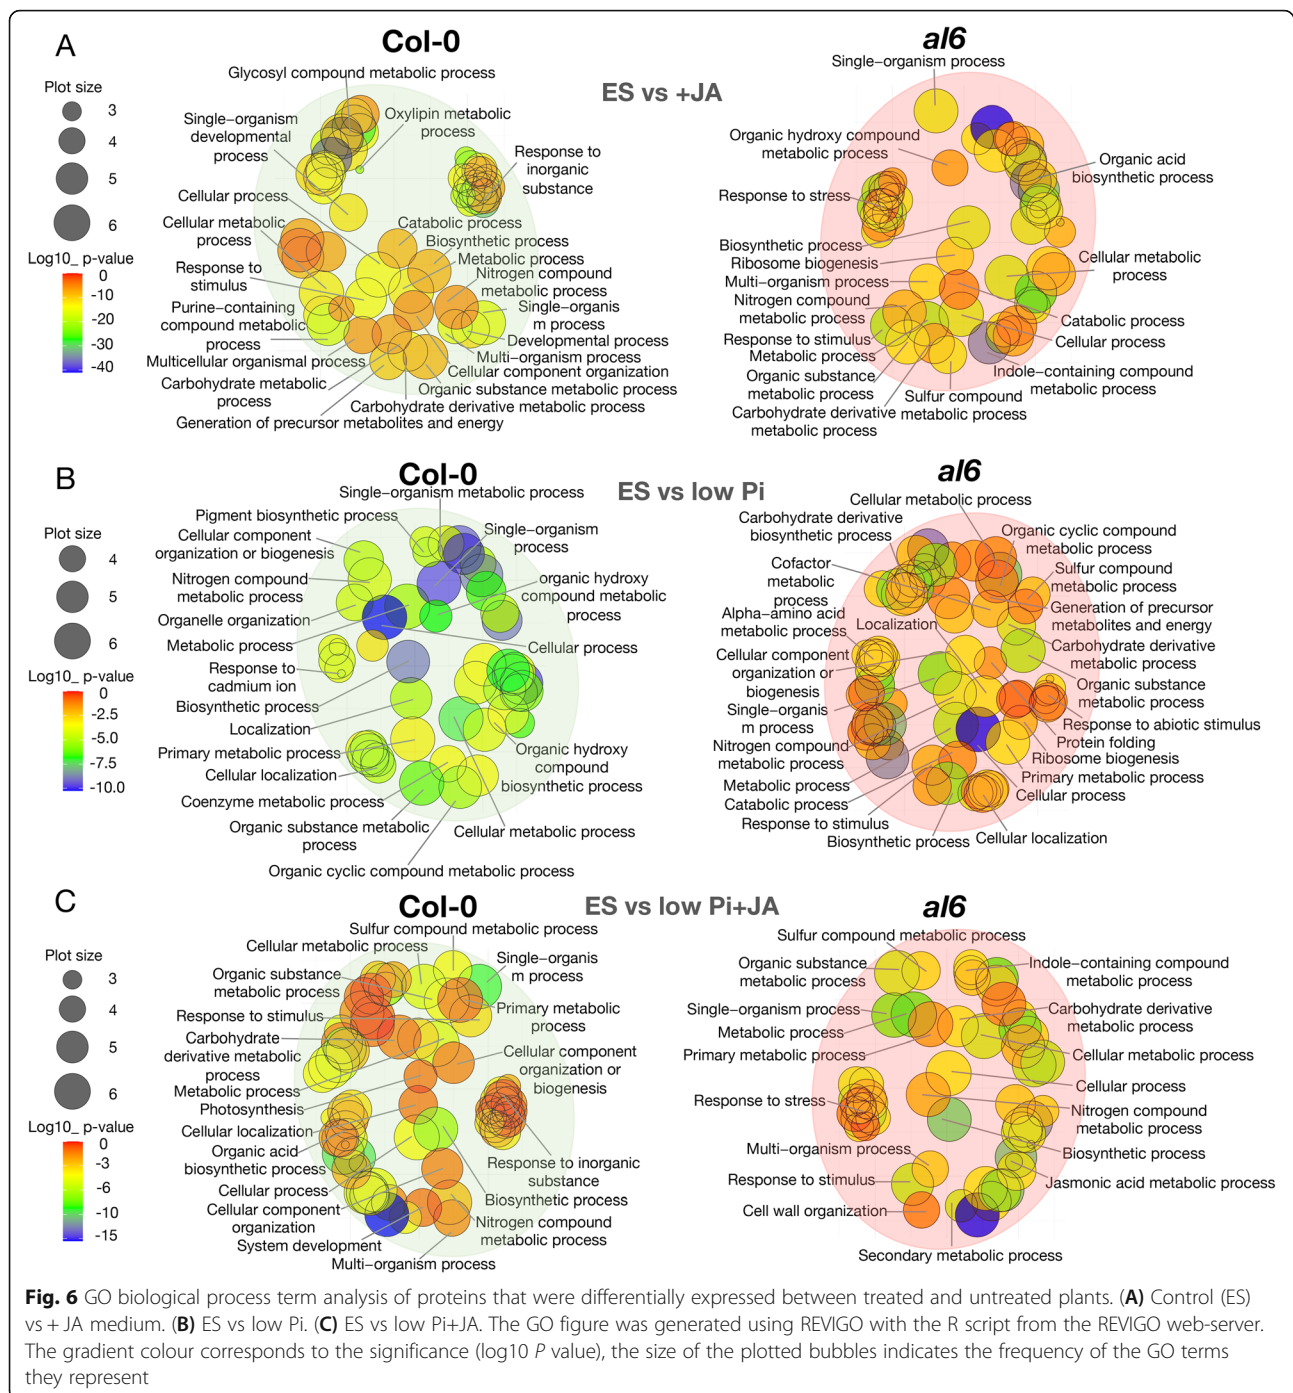 A
Col-0
al6
ES vs +JA
Plot size
3
4
5
6
Log10_ p-value
0
-10
-20
-30
-40
Glycosyl compound metabolic process
Single-organism
developmental
process
Oxylipin metabolic
process
Response to
inorganic
substance
Cellular process
Cellular metabolic
process
Catabolic process
Biosynthetic process
Metabolic process
Response to
stimulus
Nitrogen compound
metabolic process
Purine-containing
compound metabolic
process
Single-organis
m process
Developmental process
Multicellular organismal process
Multi-organism process
Cellular component organization
Carbohydrate metabolic
process
Organic substance metabolic process
Carbohydrate derivative metabolic process
Generation of precursor metabolites and energy
Single-organism
process
Organic hydroxy compound
metabolic process
Organic acid
biosynthetic process
Response to stress
Biosynthetic process
Ribosome biogenesis
Cellular metabolic
process
Multi-organism process
Nitrogen compound
metabolic process
Catabolic process
Response to stimulus
Cellular process
Metabolic process
Indole-containing compound
metabolic process
Organic substance
metabolic process
Sulfur compound
metabolic process
Carbohydrate derivative
metabolic process
B
Col-0
al6
ES vs low Pi
Plot size
4
5
6
Log10_ p-value
0
-2.5
-5.0
-7.5
-10.0
Single-organism metabolic process
Pigment biosynthetic process
Single-organism
process
Cellular component
organization or biogenesis
Nitrogen compound
metabolic process
organic hydroxy
compound metabolic
process
Organelle organization
Metabolic process
Cellular process
Response to
cadmium ion
Biosynthetic process
Localization
Primary metabolic process
Organic hydroxy
compound
biosynthetic process
Cellular localization
Coenzyme metabolic process
Organic substance metabolic
process
Cellular metabolic process
Organic cyclic compound metabolic process
Cellular metabolic process
Carbohydrate derivative
biosynthetic process
Organic cyclic compound
metabolic process
Cofactor
metabolic
process
Sulfur compound
metabolic process
Alpha-amino acid
metabolic process
Localization
Generation of precursor
metabolites and energy
Cellular component
organization or
biogenesis
Carbohydrate derivative
metabolic process
Organic substance
metabolic process
Single-organis
m process
Response to abiotic stimulus
Protein folding
Nitrogen compound
metabolic process
Ribosome biogenesis
Primary metabolic process
Metabolic process
Cellular process
Catabolic process
Response to stimulus
Biosynthetic process
Cellular localization
C
Col-0
al6
ES vs low Pi+JA
Plot size
3
4
5
6
Log10_ p-value
0
-3
-5
-10
-15
Sulfur compound metabolic process
Cellular metabolic process
Single-organis
m process
Organic substance
metabolic process
Response to stimulus
Primary metabolic
process
Carbohydrate
derivative metabolic
process
Cellular component
organization or
biogenesis
Metabolic process
Photosynthesis
Cellular localization
Organic acid
biosynthetic process
Response to inorganic
substance
Cellular process
Biosynthetic process
Cellular component
organization
Nitrogen compound
metabolic process
System development
Multi-organism process
Sulfur compound metabolic process
Organic substance
metabolic process
Indole-containing compound
metabolic process
Single-organism process
Carbohydrate derivative
metabolic process
Metabolic process
Primary metabolic process
Cellular metabolic process
Cellular process
Response to stress
Nitrogen compound
metabolic process
Multi-organism process
Biosynthetic process
Response to stimulus
Jasmonic acid metabolic process
Cell wall organization
Secondary metabolic process
Fig. 6 GO biological process term analysis of proteins that were differentially expressed between treated and untreated plants. (A) Control (ES)
vs + JA medium. (B) ES vs low Pi. (C) ES vs low Pi+JA. The GO figure was generated using REVIGO with the R script from the REVIGO web-server.
The gradient colour corresponds to the significance (log10 P value), the size of the plotted bubbles indicates the frequency of the GO terms
they represent